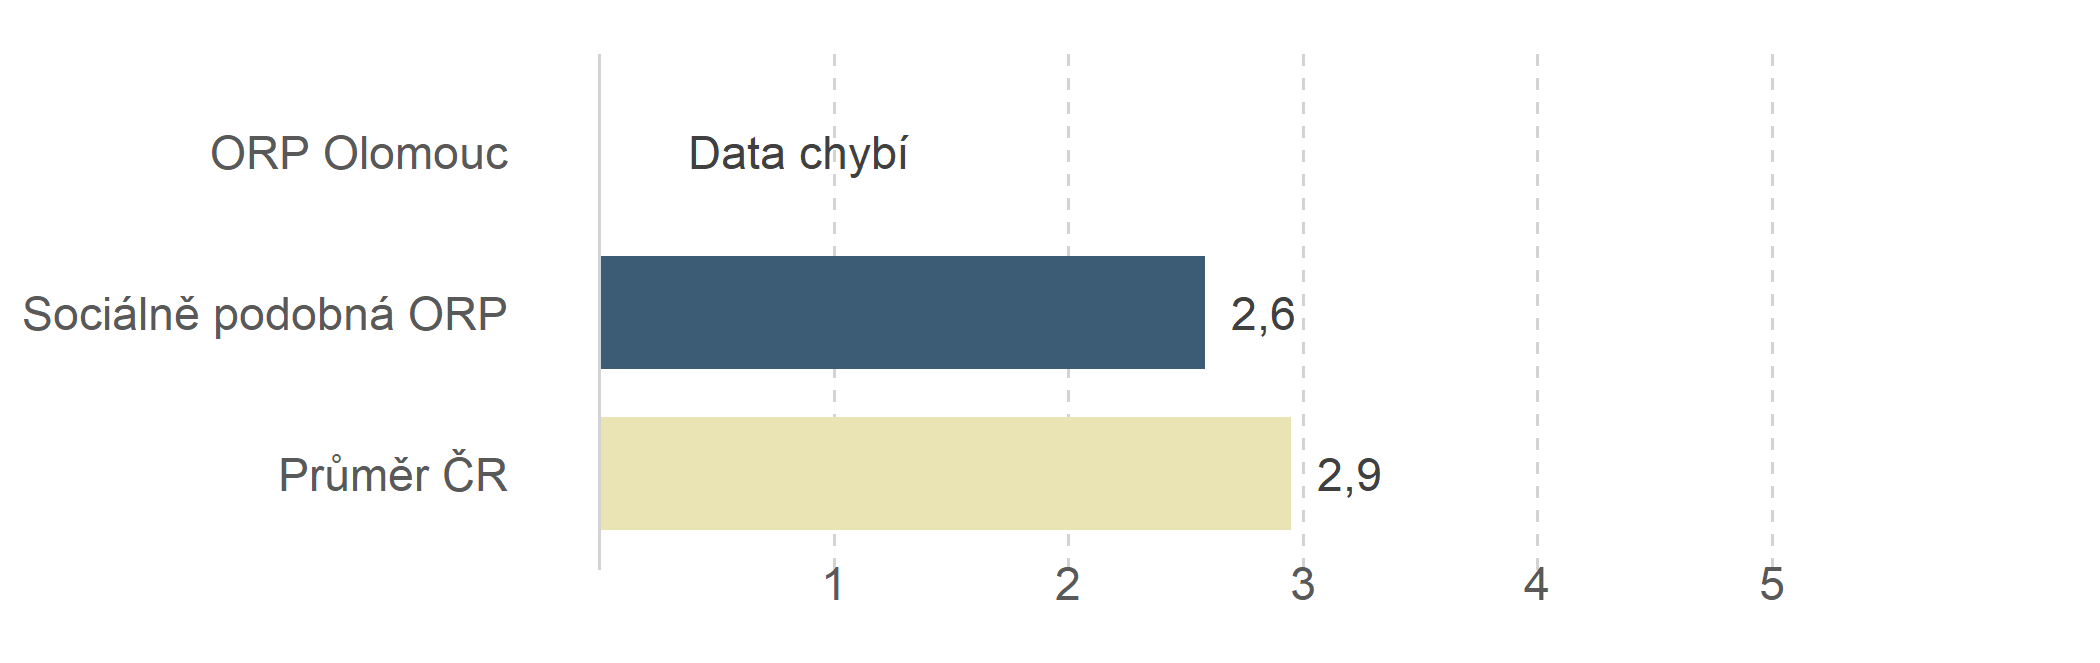 ORP Olomouc Data chybí
Sociálně podobná ORP 2,6
Průměr ČR 2,9
1 2 3 4 5